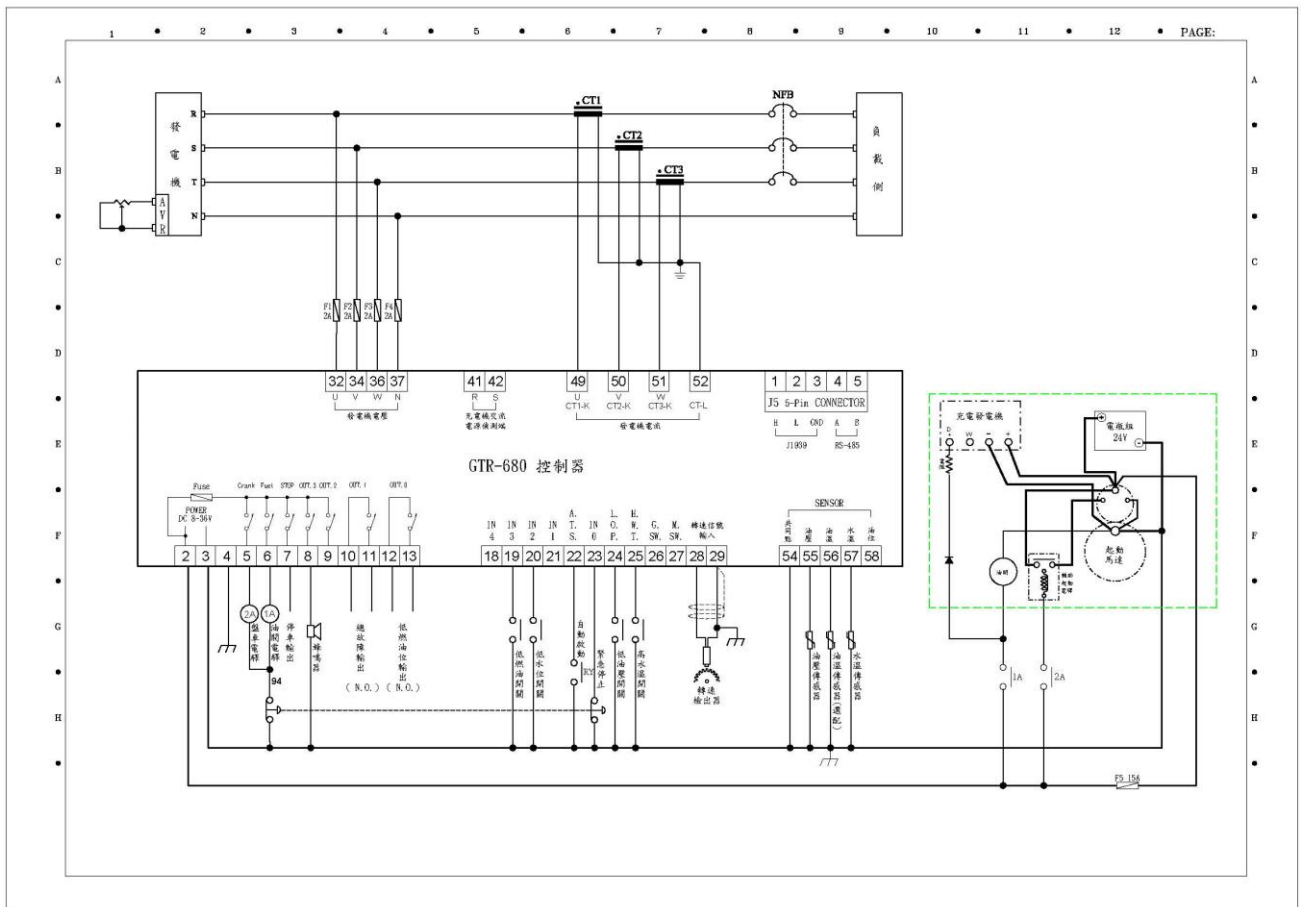 1 2 3 4 5 6 7 8 9 10 11 12 PAGE:
A A
B B
C C
D D
E E
F F
G G
H H
發電機
R
S
T
N
AVR
CT1
CT2
CT3
NFB
負載側
F1 2A
F2 2A
F3 2A
F4 2A
32 34 36 37
U V W N
發電機電壓
41 42
R S
充電機交流
電源偵測端
49 50 51 52
U V W
CT1-K CT2-K CT3-K CT-L
發電機電流
1 2 3 4 5
J5 5-Pin CONNECTOR
H L GND A B
J1939 RS-485
GTR-680 控制器
Fuse
POWER
DC 8-36V
Crank Fuel STOP OUT.3 OUT.2 OUT.1 OUT.0
2 3 4 5 6 7 8 9 10 11 12 13
IN4
IN3
IN2
IN1
A.T.S.
IN0
L.O.P.
H.W.T.
G.SW.
M.SW.
轉速信號
輸入
18 19 20 21 22 23 24 25 26 27 28 29
SENSOR
共同點
油壓
油溫
水溫
油位
54 55 56 57 58
2A
盤車電驛
1A
油閥電驛
94
停車輸出
蜂鳴器
總故障輸出
(N.O.)
低燃油位輸出
(N.O.)
低燃油開關
低水位開關
自動啟動
RY
緊急停止
低油壓開關
高水溫開關
轉速
檢出器
油壓傳感器
油溫傳感器(選配)
水溫傳感器
充電發電機
D+ W - +
電瓶組
24V
+
-
起動
馬達
油閥
1A
2A
F5 15A